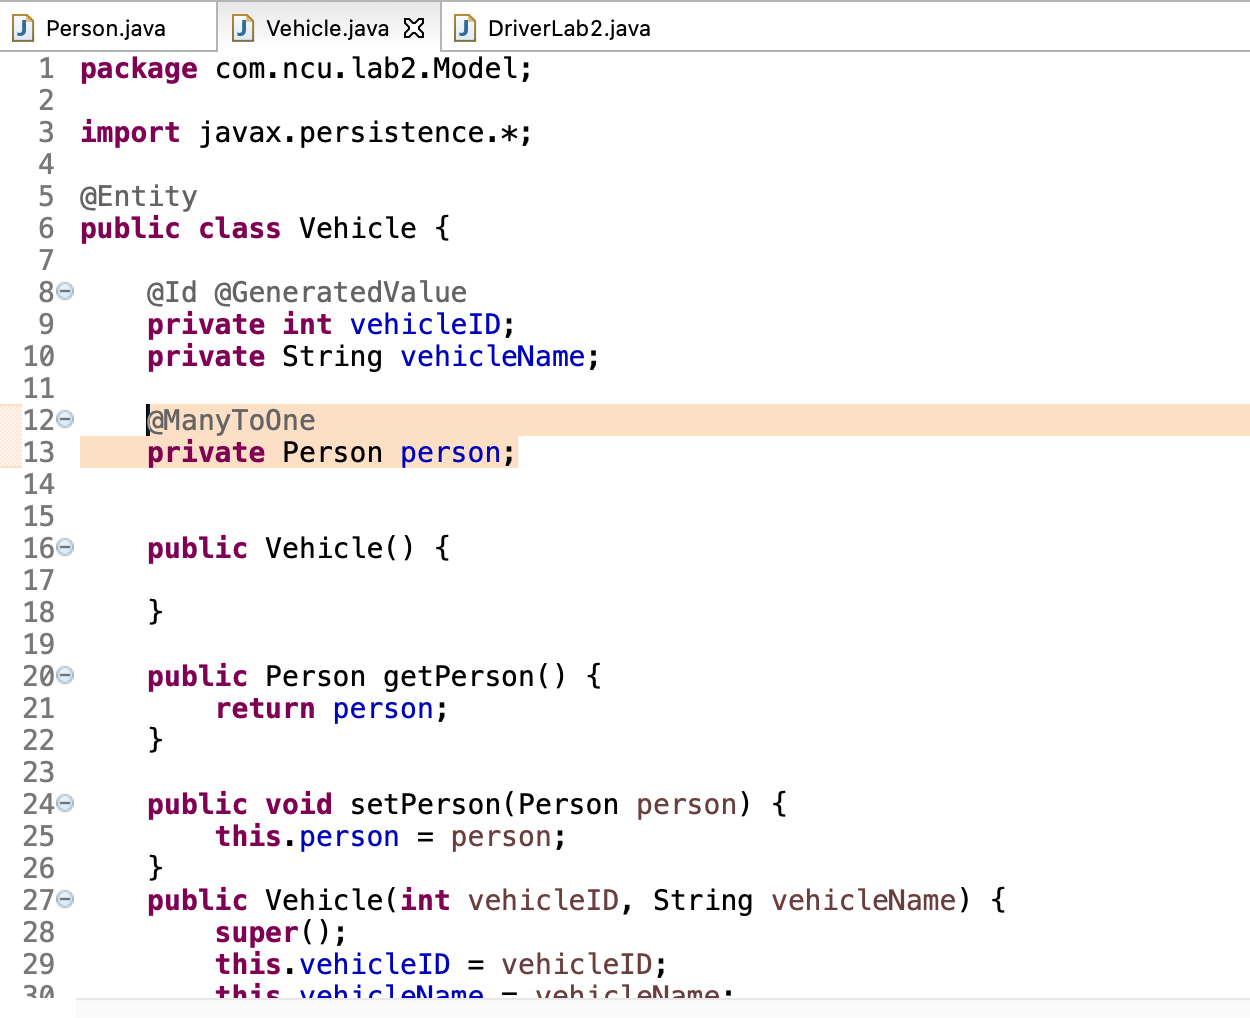 Person.java Vehicle.java DriverLab2.java
1 package com.ncu.lab2.Model;
2
3 import javax.persistence.*;
4
5 @Entity
6 public class Vehicle {
7
8 @Id @GeneratedValue
9 private int vehicleID;
10 private String vehicleName;
11
12 @ManyToOne
13 private Person person;
14
15
16 public Vehicle() {
17
18 }
19
20 public Person getPerson() {
21 return person;
22 }
23
24 public void setPerson(Person person) {
25 this.person = person;
26 }
27 public Vehicle(int vehicleID, String vehicleName) {
28 super();
29 this.vehicleID = vehicleID;
30 this.vehicleName = vehicleName;